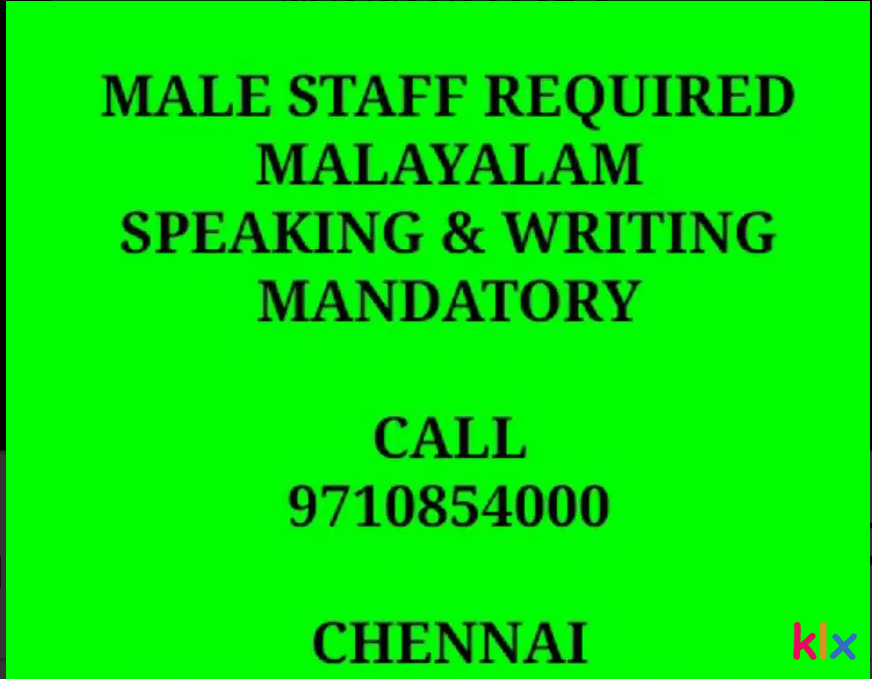 MALE STAFF REQUIRED
MALAYALAM
SPEAKING & WRITING
MANDATORY
CALL
9710854000
CHENNAI
klx